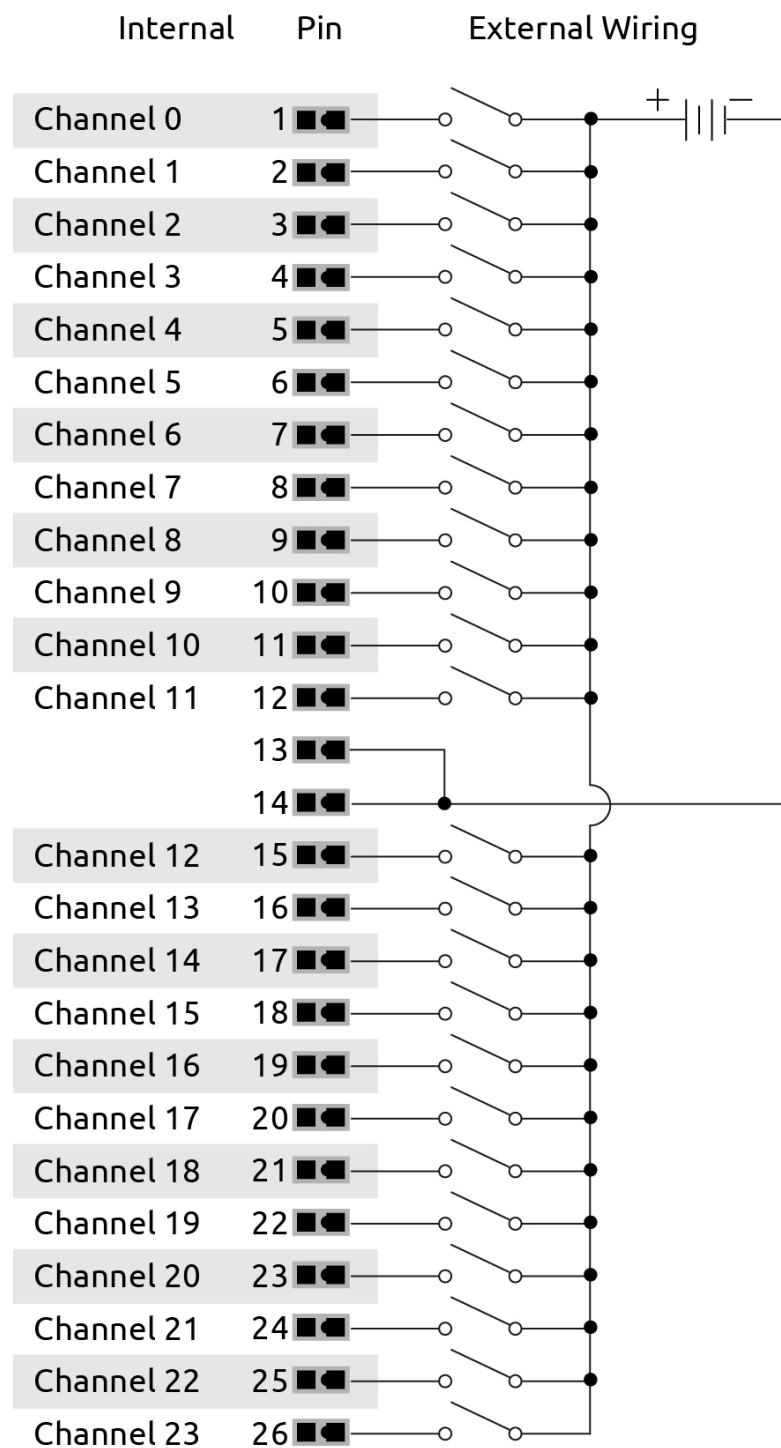 Internal Pin External Wiring
Channel 0 1 + −
Channel 1 2
Channel 2 3
Channel 3 4
Channel 4 5
Channel 5 6
Channel 6 7
Channel 7 8
Channel 8 9
Channel 9 10
Channel 10 11
Channel 11 12
13
14
Channel 12 15
Channel 13 16
Channel 14 17
Channel 15 18
Channel 16 19
Channel 17 20
Channel 18 21
Channel 19 22
Channel 20 23
Channel 21 24
Channel 22 25
Channel 23 26